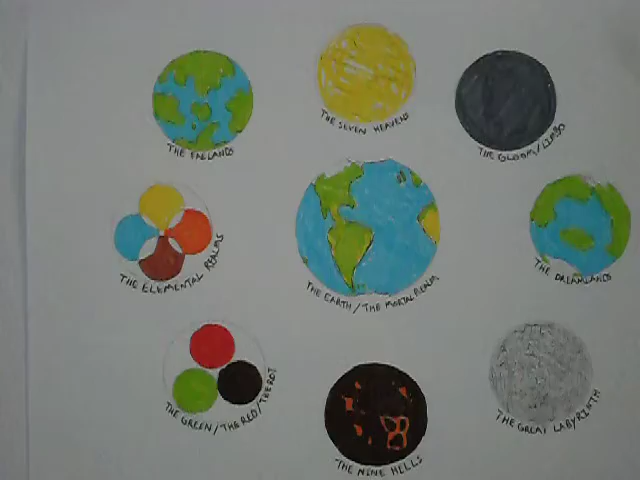 THE FAELANDS
THE SEVEN HEAVENS
THE GLOOM/LIMBO
THE ELEMENTAL REALMS
THE EARTH/THE MORTAL REALM
THE DREAMLANDS
THE GREEN/THE RED/THE ROT
THE NINE HELLS
THE GREAT LABYRINTH